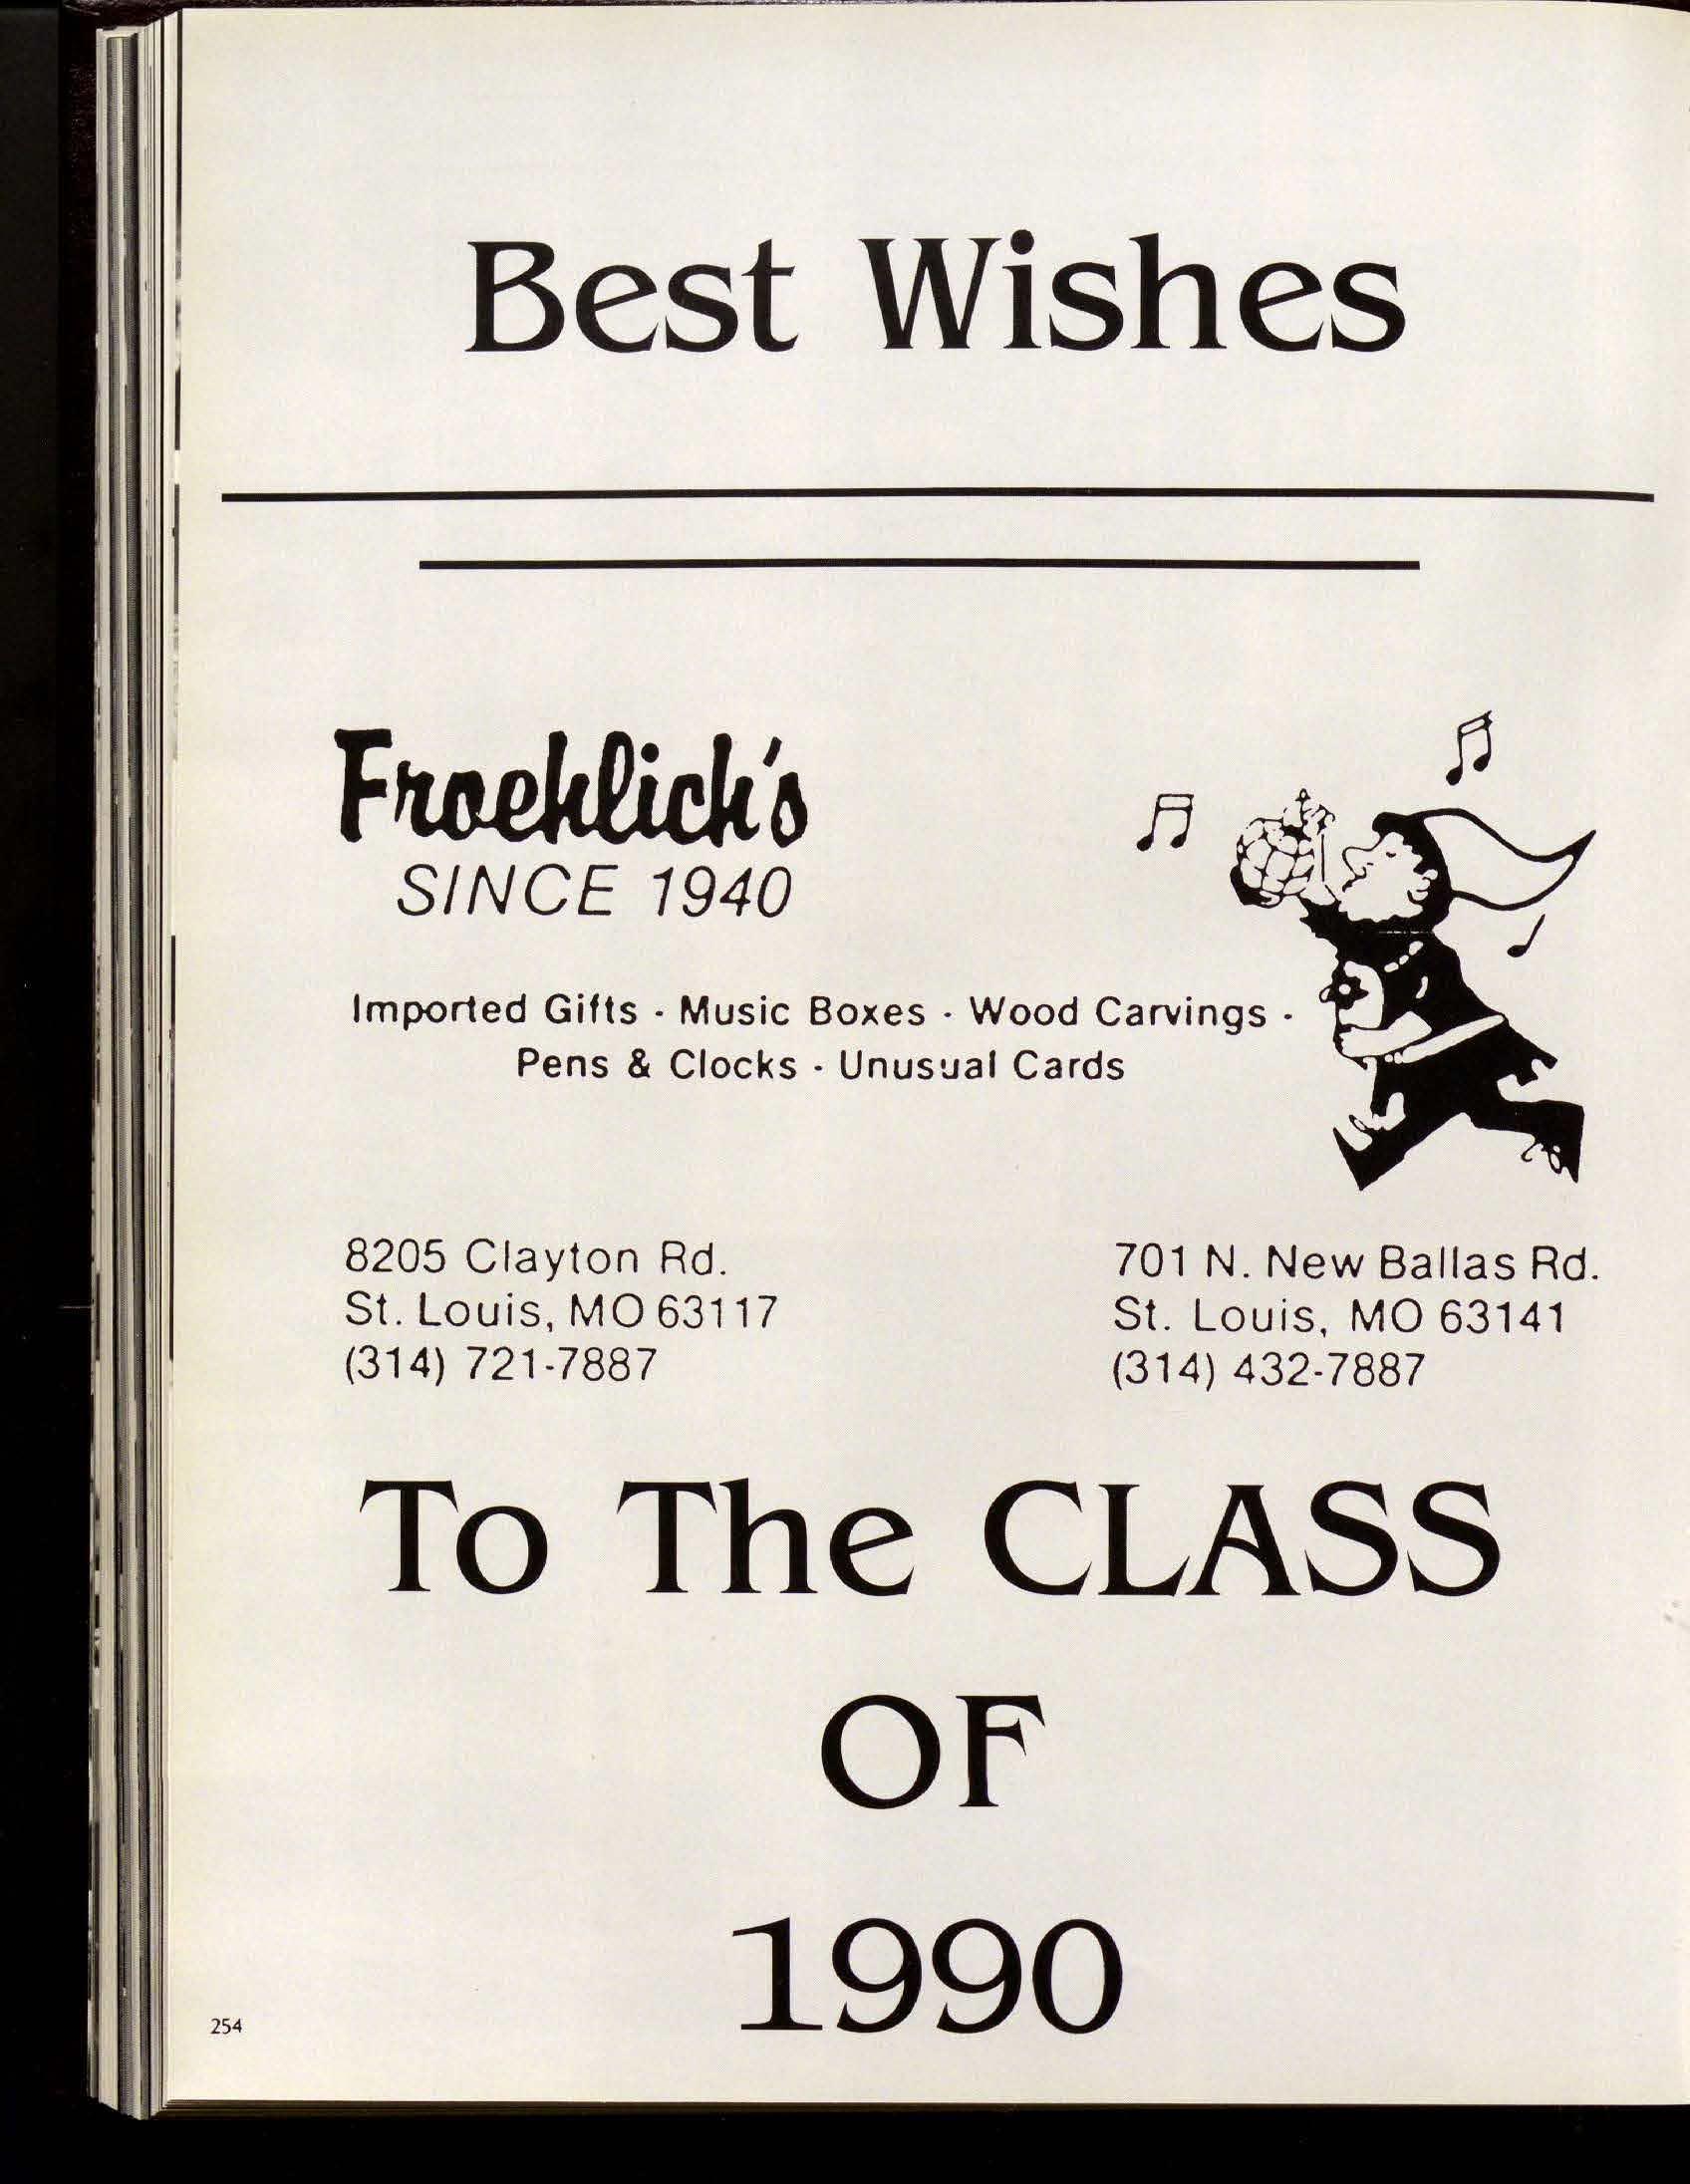 Best Wishes
Froehlich's
SINCE 1940
Imported Gifts · Music Boxes · Wood Carvings ·
Pens & Clocks · Unusual Cards
8205 Clayton Rd.
St. Louis, MO 63117
(314) 721-7887
701 N. New Ballas Rd.
St. Louis, MO 63141
(314) 432-7887
To The CLASS
OF
1990
254